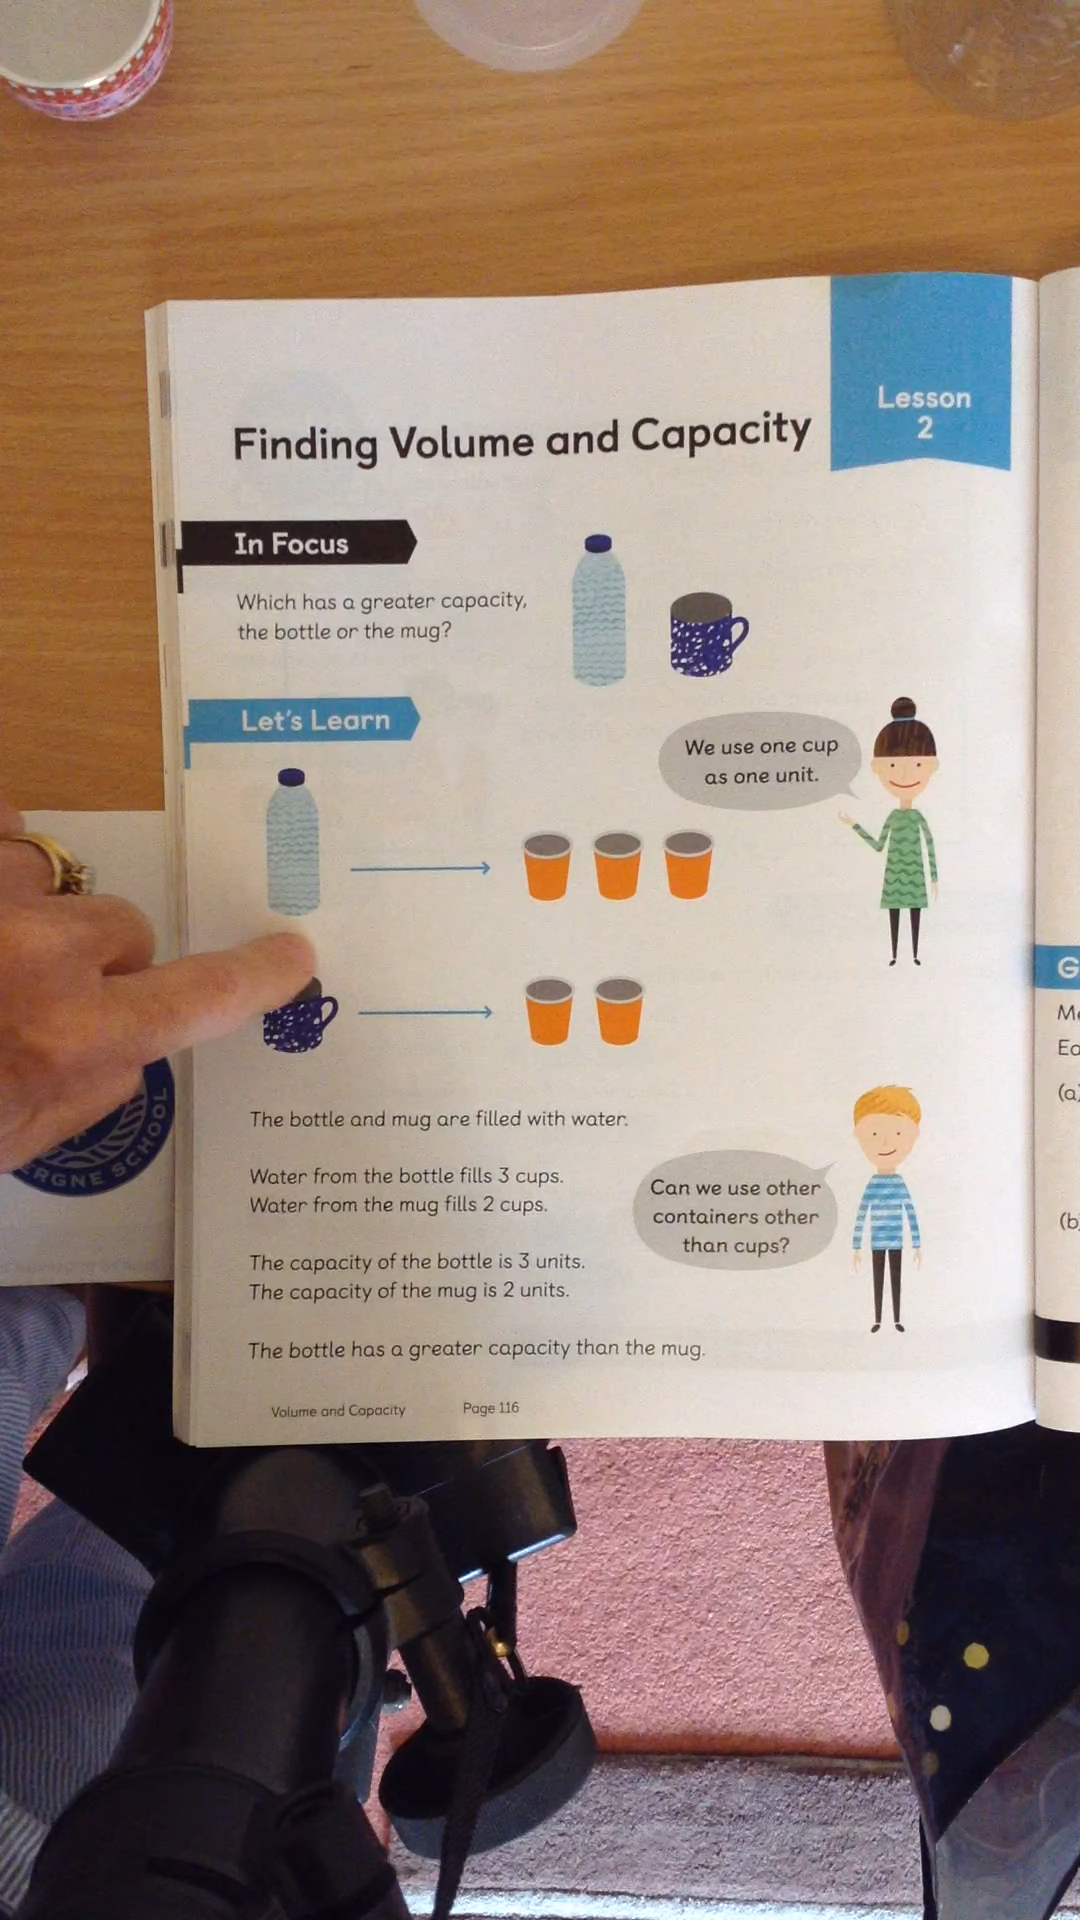 Lesson
2
Finding Volume and Capacity
In Focus
Which has a greater capacity,
the bottle or the mug?
Let's Learn
We use one cup
as one unit.
The bottle and mug are filled with water.
Water from the bottle fills 3 cups.
Water from the mug fills 2 cups.
Can we use other
containers other
than cups?
The capacity of the bottle is 3 units.
The capacity of the mug is 2 units.
The bottle has a greater capacity than the mug.
Volume and Capacity Page 116
SCHOOL
(a)
(b)